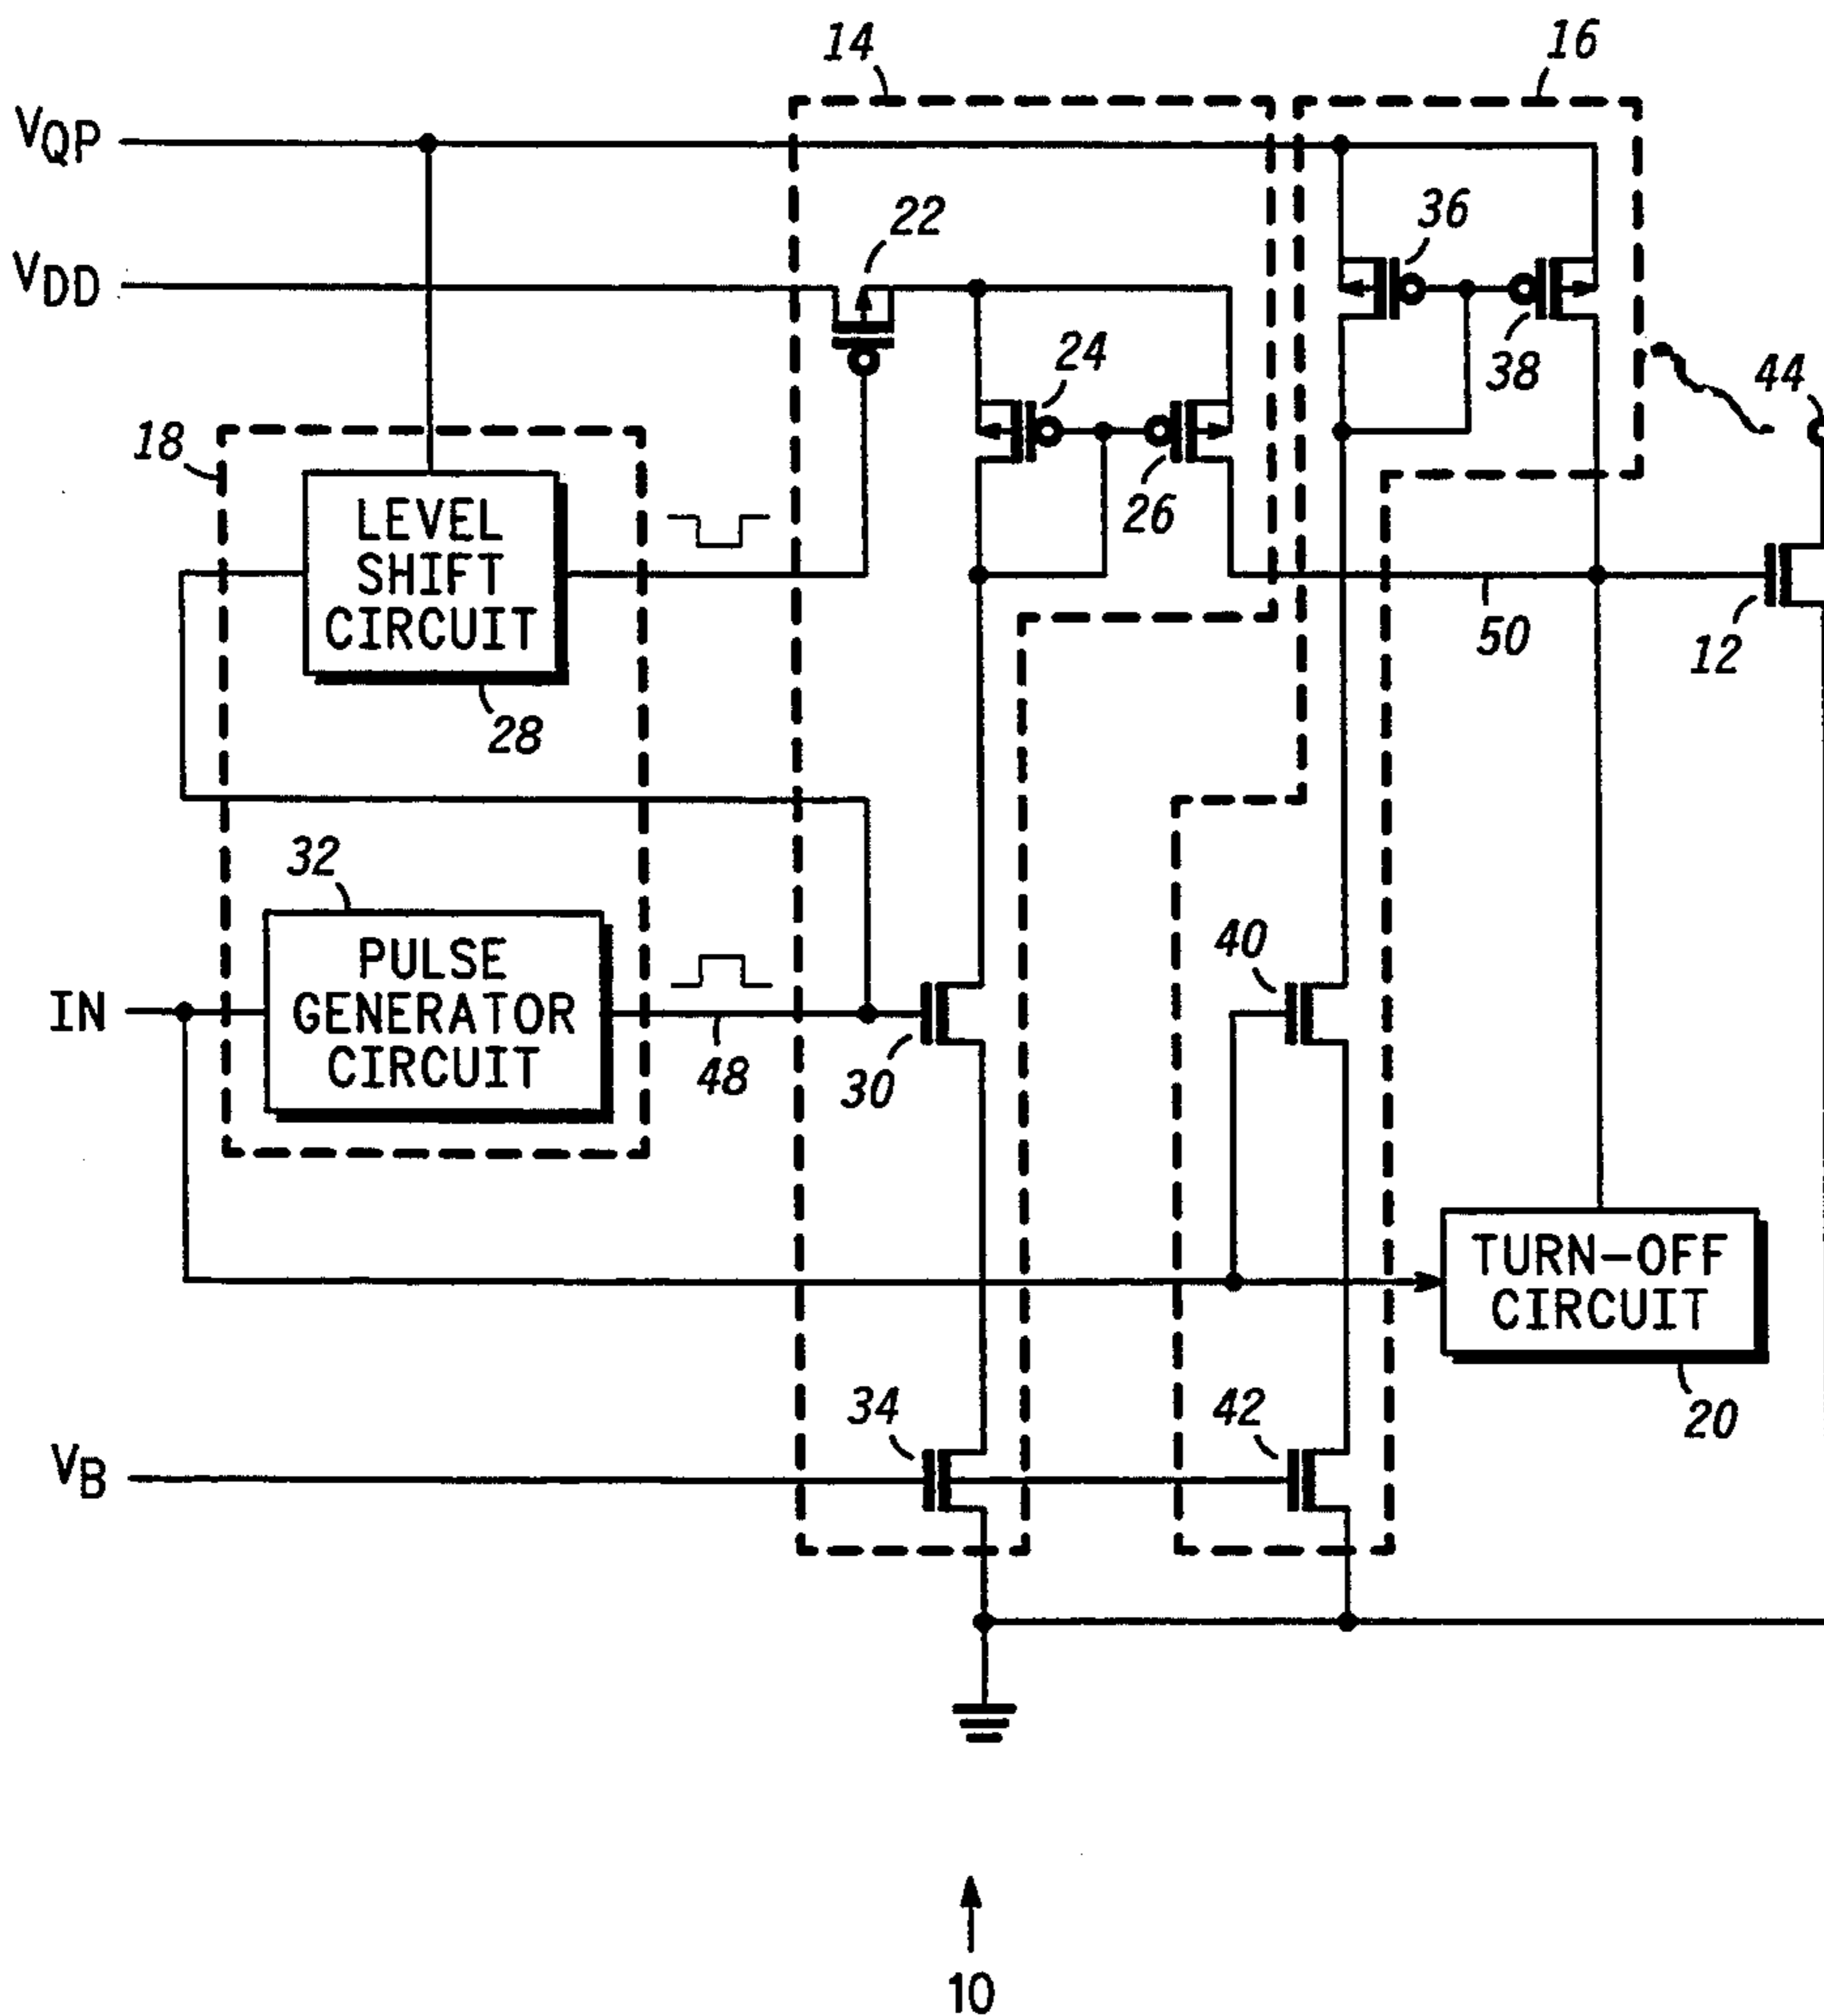 14
16
VQP
36
22
VDD
24
38
44
18
26
LEVEL
SHIFT
CIRCUIT
50
12
28
32
PULSE
GENERATOR
CIRCUIT
40
IN
48
30
TURN-OFF
CIRCUIT
34
42
20
VB
10